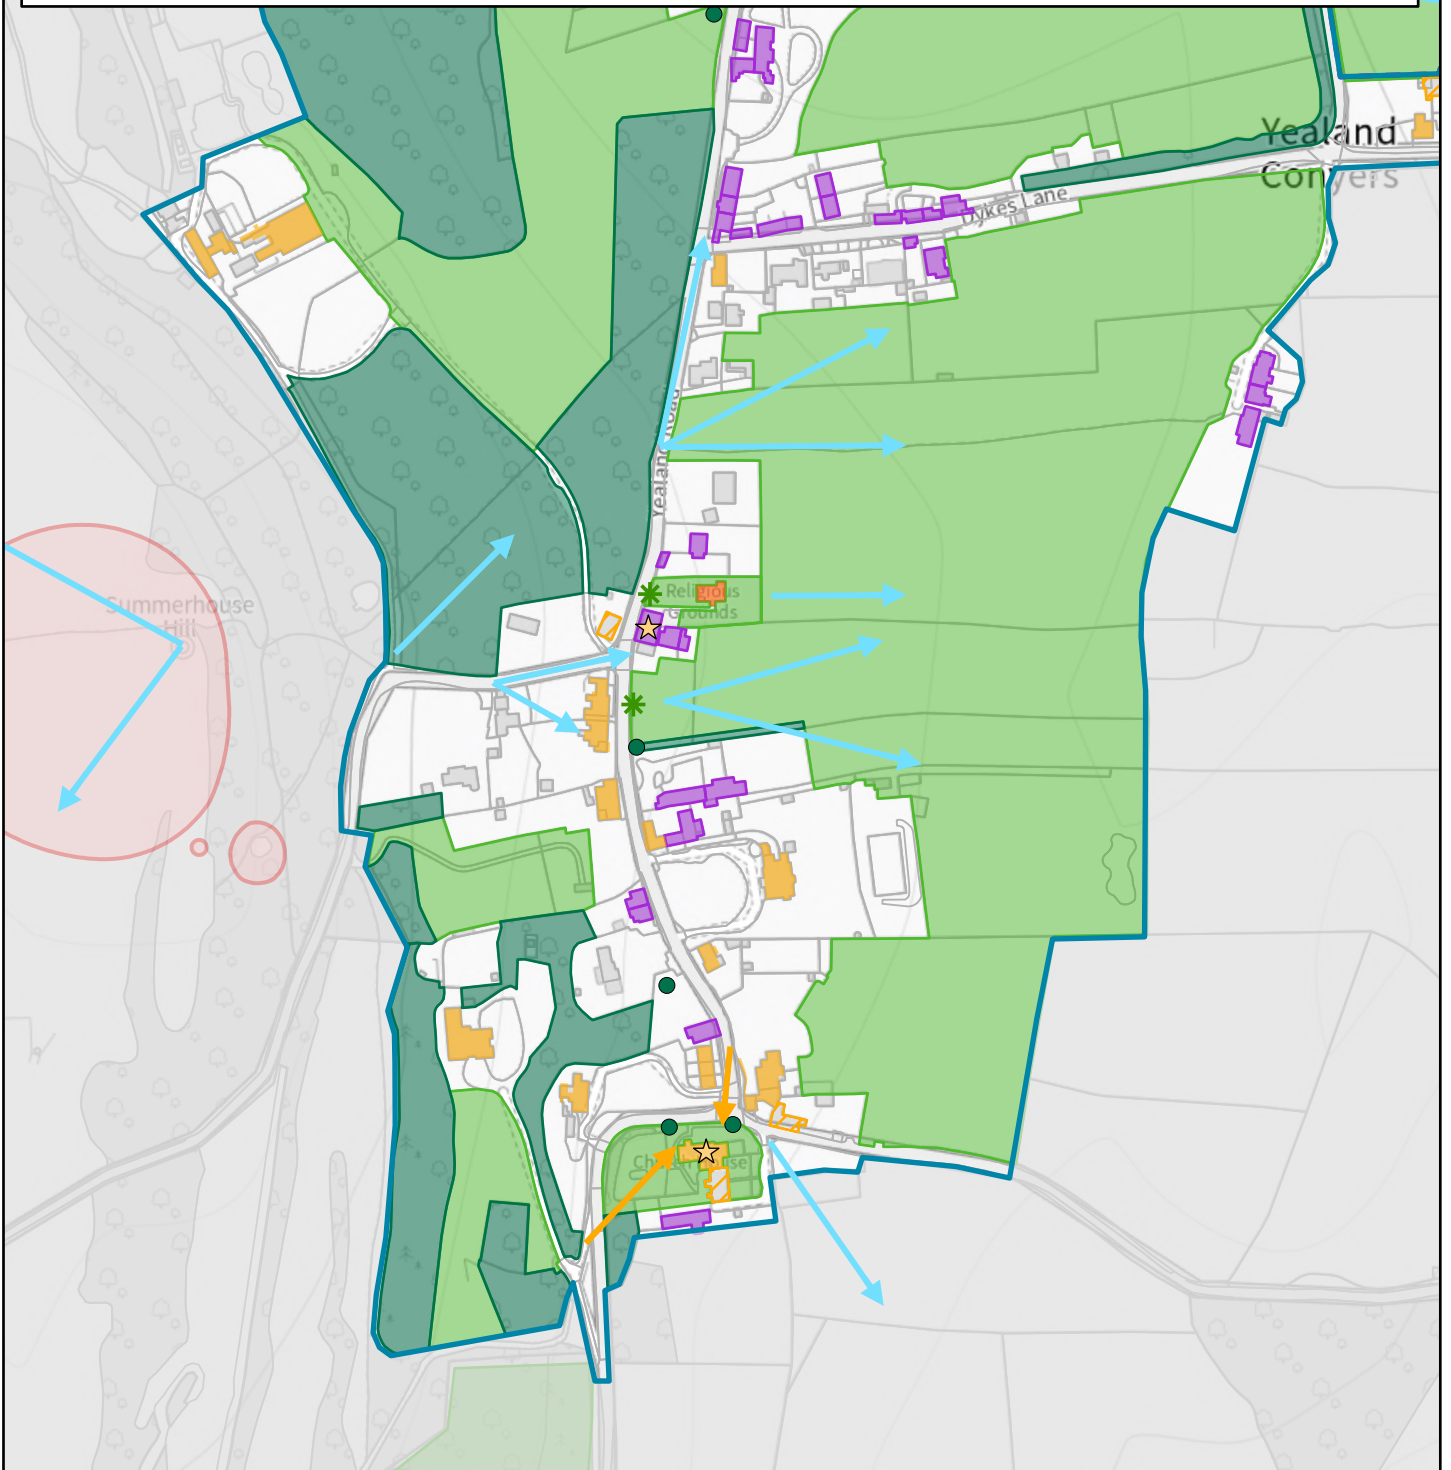 Yealand
Conyers
Dykes Lane
Yealand Road
Summerhouse
Hill
Religious
Grounds